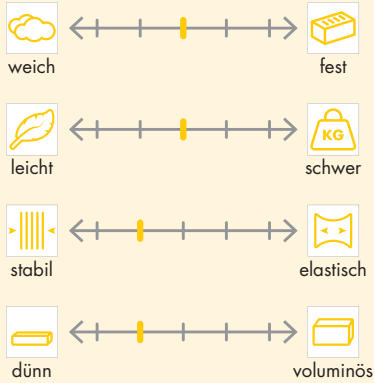 weich fest
KG
leicht schwer
stabil elastisch
dünn voluminös